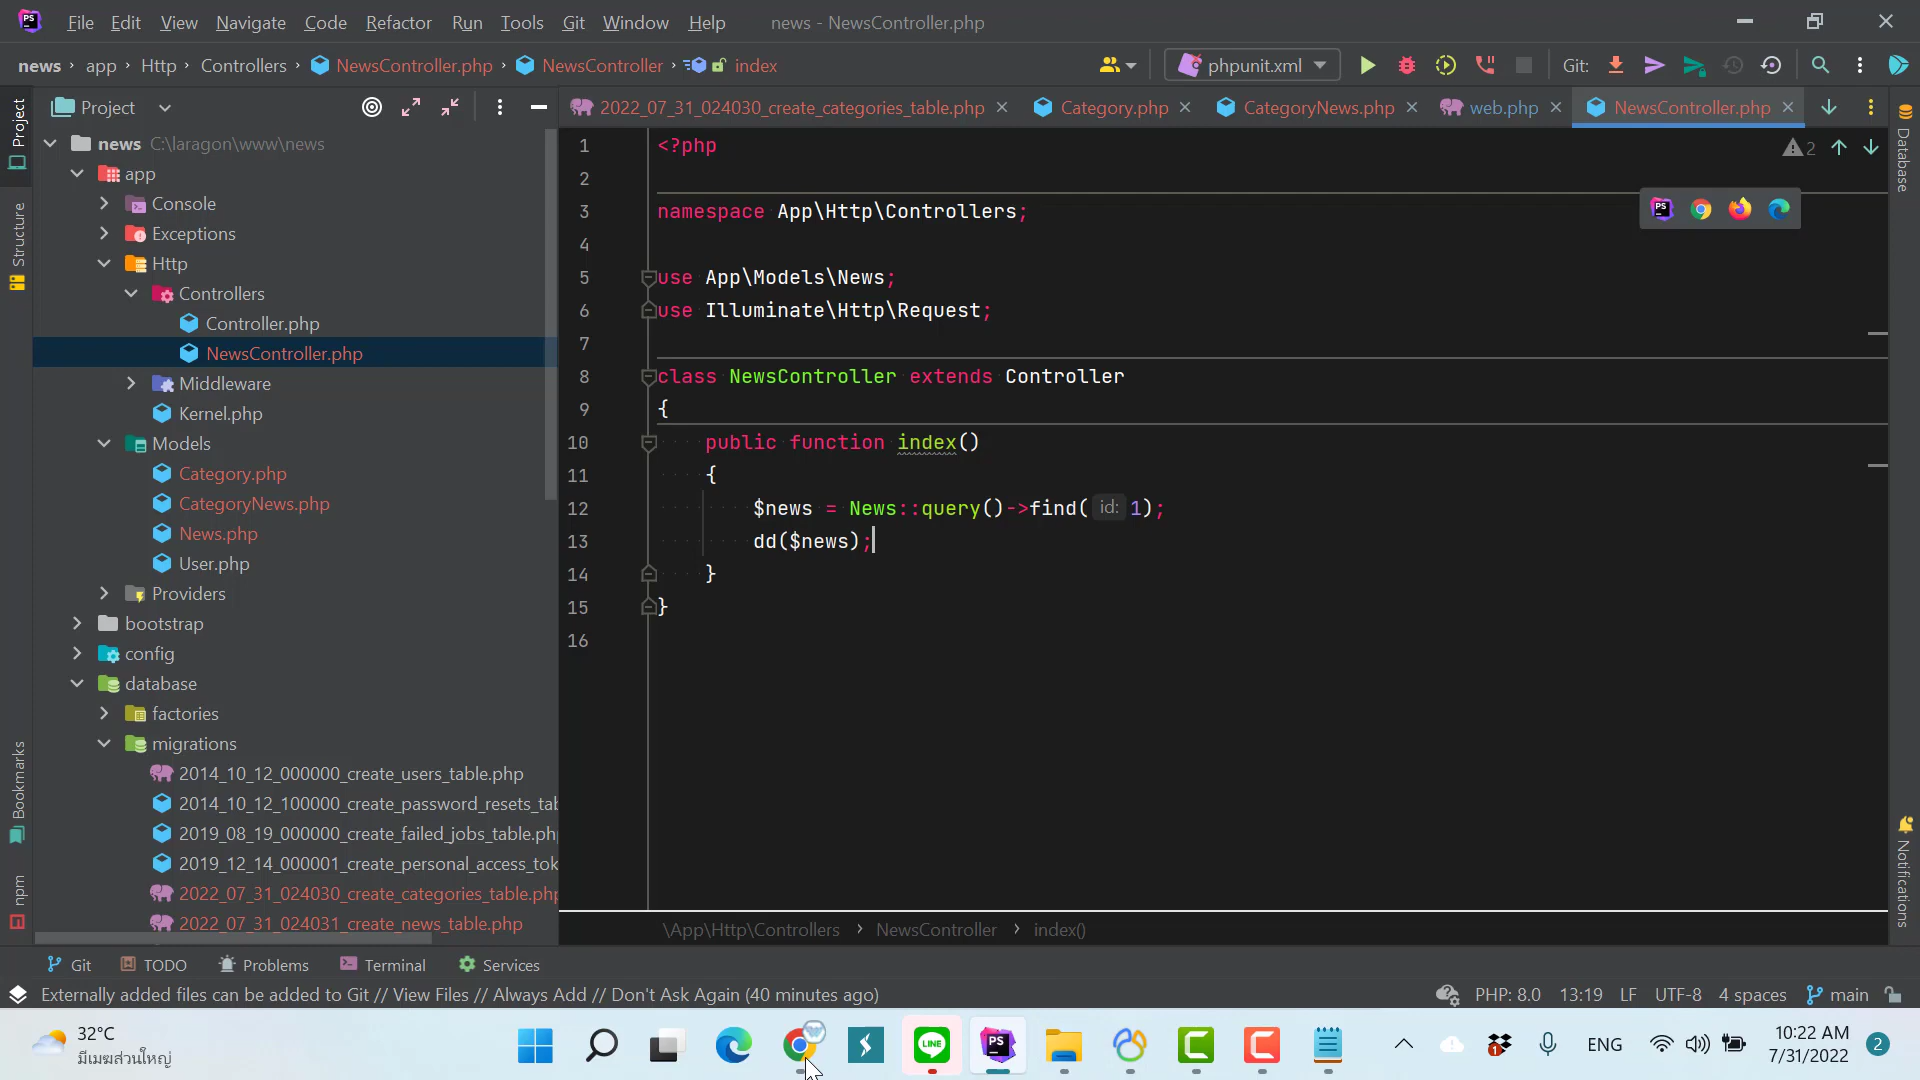 File Edit View Navigate Code Refactor Run Tools Git Window Help news - NewsController.php
news app Http Controllers NewsController.php NewsController index phpunit.xml Git:
Project
2022_07_31_024030_create_categories_table.php Category.php CategoryNews.php web.php NewsController.php
Project
Structure
Bookmarks
npm
news C:\laragon\www\news
app
Console
Exceptions
Http
Controllers
Controller.php
NewsController.php
Middleware
Kernel.php
Models
Category.php
CategoryNews.php
News.php
User.php
Providers
bootstrap
config
database
factories
migrations
2014_10_12_000000_create_users_table.php
2014_10_12_100000_create_password_resets_tab
2019_08_19_000000_create_failed_jobs_table.ph
2019_12_14_000001_create_personal_access_tok
2022_07_31_024030_create_categories_table.php
2022_07_31_024031_create_news_table.php
1 <?php
2
3 namespace App\Http\Controllers;
4
5 use App\Models\News;
6 use Illuminate\Http\Request;
7
8 class NewsController extends Controller
9 {
10 public function index()
11 {
12 $news = News::query()->find( id: 1);
13 dd($news);
14 }
15 }
16
2
Database
Notifications
\App\Http\Controllers NewsController index()
Git TODO Problems Terminal Services
Externally added files can be added to Git // View Files // Always Add // Don't Ask Again (40 minutes ago) PHP: 8.0 13:19 LF UTF-8 4 spaces main
32°C
มีเมฆส่วนใหญ่
LINE
PS
1
ENG
10:22 AM
7/31/2022
2